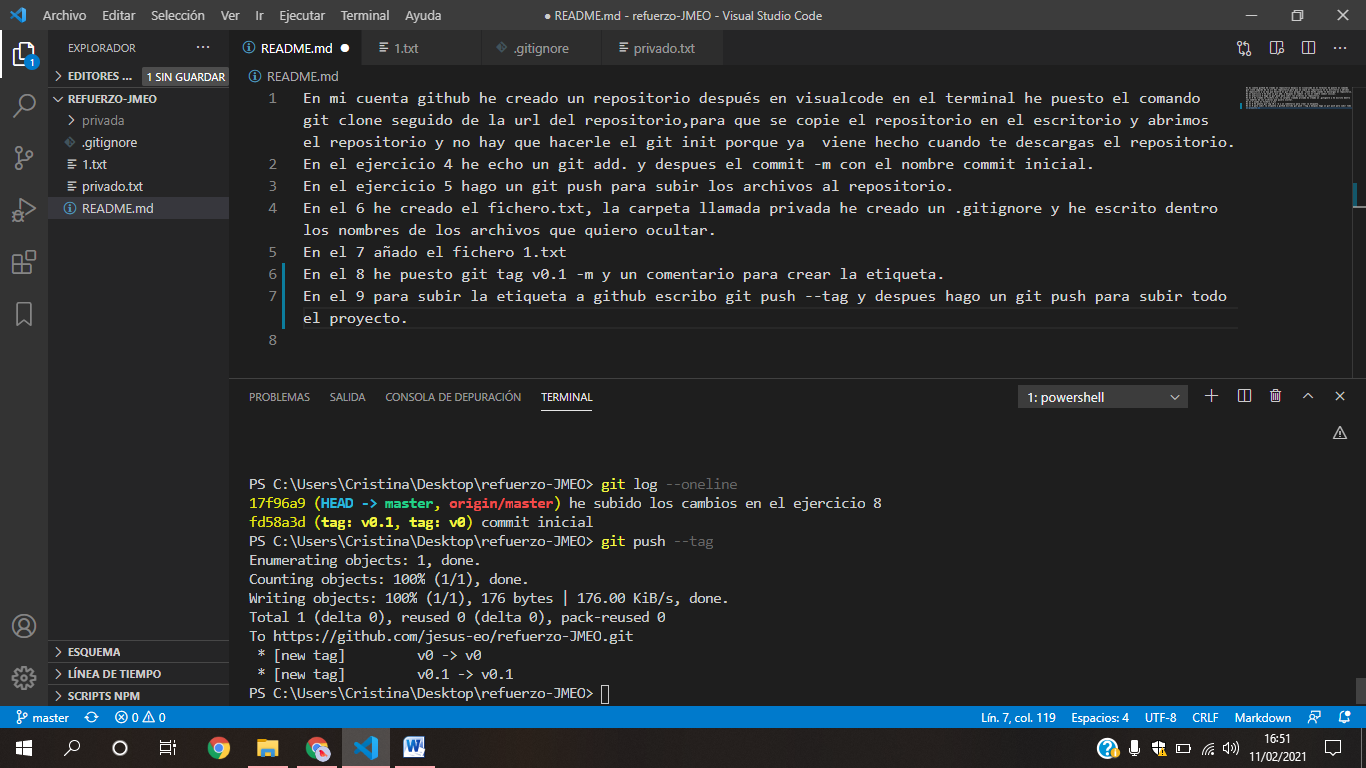 Archivo Editar Selección Ver Ir Ejecutar Terminal Ayuda ● README.md - refuerzo-JMEO - Visual Studio Code
EXPLORADOR ···
EDITORES ... 1 SIN GUARDAR
REFUERZO-JMEO
privada
.gitignore
1.txt
privado.txt
README.md
ESQUEMA
LÍNEA DE TIEMPO
SCRIPTS NPM
1
README.md ● 1.txt .gitignore privado.txt
README.md
1 En mi cuenta github he creado un repositorio después en visualcode en el terminal he puesto el comando
git clone seguido de la url del repositorio,para que se copie el repositorio en el escritorio y abrimos
el repositorio y no hay que hacerle el git init porque ya  viene hecho cuando te descargas el repositorio.
2 En el ejercicio 4 he echo un git add. y despues el commit -m con el nombre commit inicial.
3 En el ejercicio 5 hago un git push para subir los archivos al repositorio.
4 En el 6 he creado el fichero.txt, la carpeta llamada privada he creado un .gitignore y he escrito dentro
los nombres de los archivos que quiero ocultar.
5 En el 7 añado el fichero 1.txt
6 En el 8 he puesto git tag v0.1 -m y un comentario para crear la etiqueta.
7 En el 9 para subir la etiqueta a github escribo git push --tag y despues hago un git push para subir todo
el proyecto.
8
PROBLEMAS SALIDA CONSOLA DE DEPURACIÓN TERMINAL 1: powershell
PS C:\Users\Cristina\Desktop\refuerzo-JMEO> git log --oneline
17f96a9 (HEAD -> master, origin/master) he subido los cambios en el ejercicio 8
fd58a3d (tag: v0.1, tag: v0) commit inicial
PS C:\Users\Cristina\Desktop\refuerzo-JMEO> git push --tag
Enumerating objects: 1, done.
Counting objects: 100% (1/1), done.
Writing objects: 100% (1/1), 176 bytes | 176.00 KiB/s, done.
Total 1 (delta 0), reused 0 (delta 0), pack-reused 0
To https://github.com/jesus-eo/refuerzo-JMEO.git
 * [new tag]         v0 -> v0
 * [new tag]         v0.1 -> v0.1
PS C:\Users\Cristina\Desktop\refuerzo-JMEO>
master 0 0 Lín. 7, col. 119 Espacios: 4 UTF-8 CRLF Markdown
16:51
11/02/2021